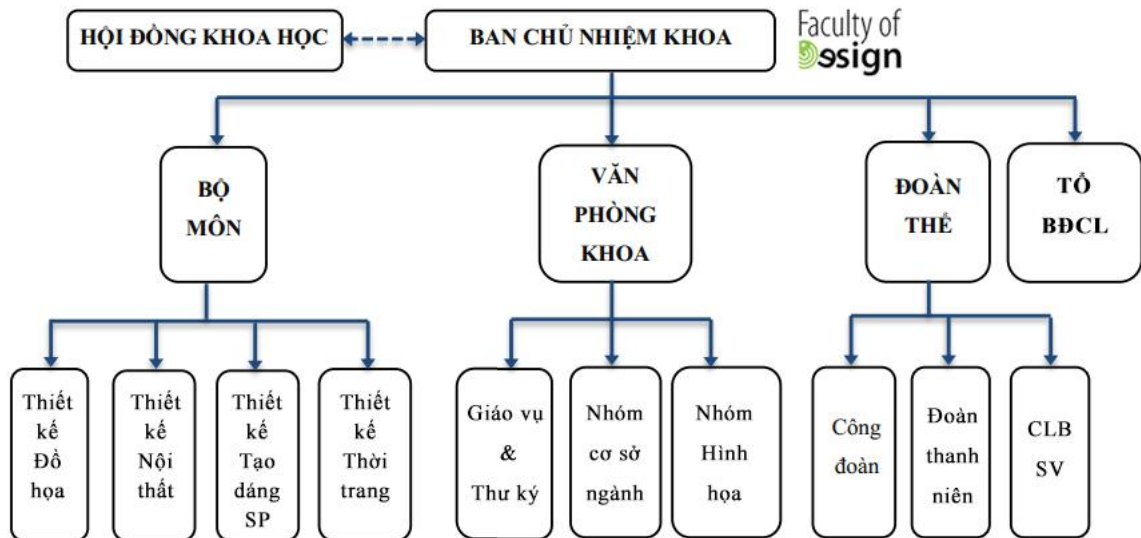 HỘI ĐỒNG KHOA HỌC
BAN CHỦ NHIỆM KHOA
Faculty of
Design
BỘ
MÔN
VĂN
PHÒNG
KHOA
ĐOÀN
THỂ
TỔ
BĐCL
Thiết
kế
Đồ
họa
Thiết
kế
Nội
thất
Thiết
kế
Tạo
dáng
SP
Thiết
kế
Thời
trang
Giáo vụ
&
Thư ký
Nhóm
cơ sở
ngành
Nhóm
Hình
họa
Công
đoàn
Đoàn
thanh
niên
CLB
SV